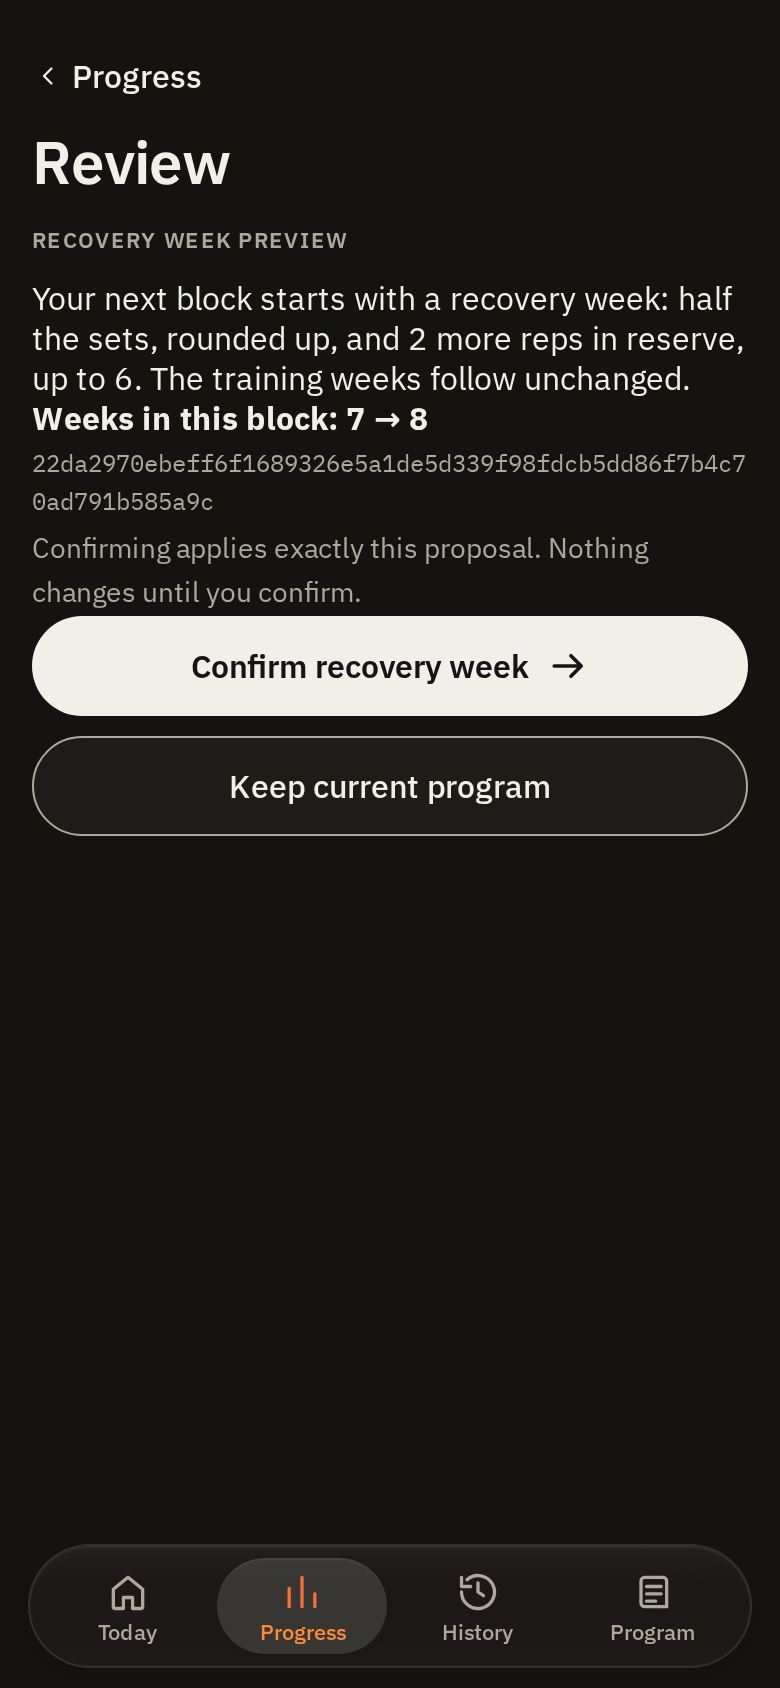 Progress
Review
RECOVERY WEEK PREVIEW
Your next block starts with a recovery week: half
the sets, rounded up, and 2 more reps in reserve,
up to 6. The training weeks follow unchanged.
Weeks in this block: 7 → 8
22da2970ebeff6f1689326e5a1de5d339f98fdcb5dd86f7b4c7
0ad791b585a9c
Confirming applies exactly this proposal. Nothing
changes until you confirm.
Confirm recovery week →
Keep current program
Today
Progress
History
Program